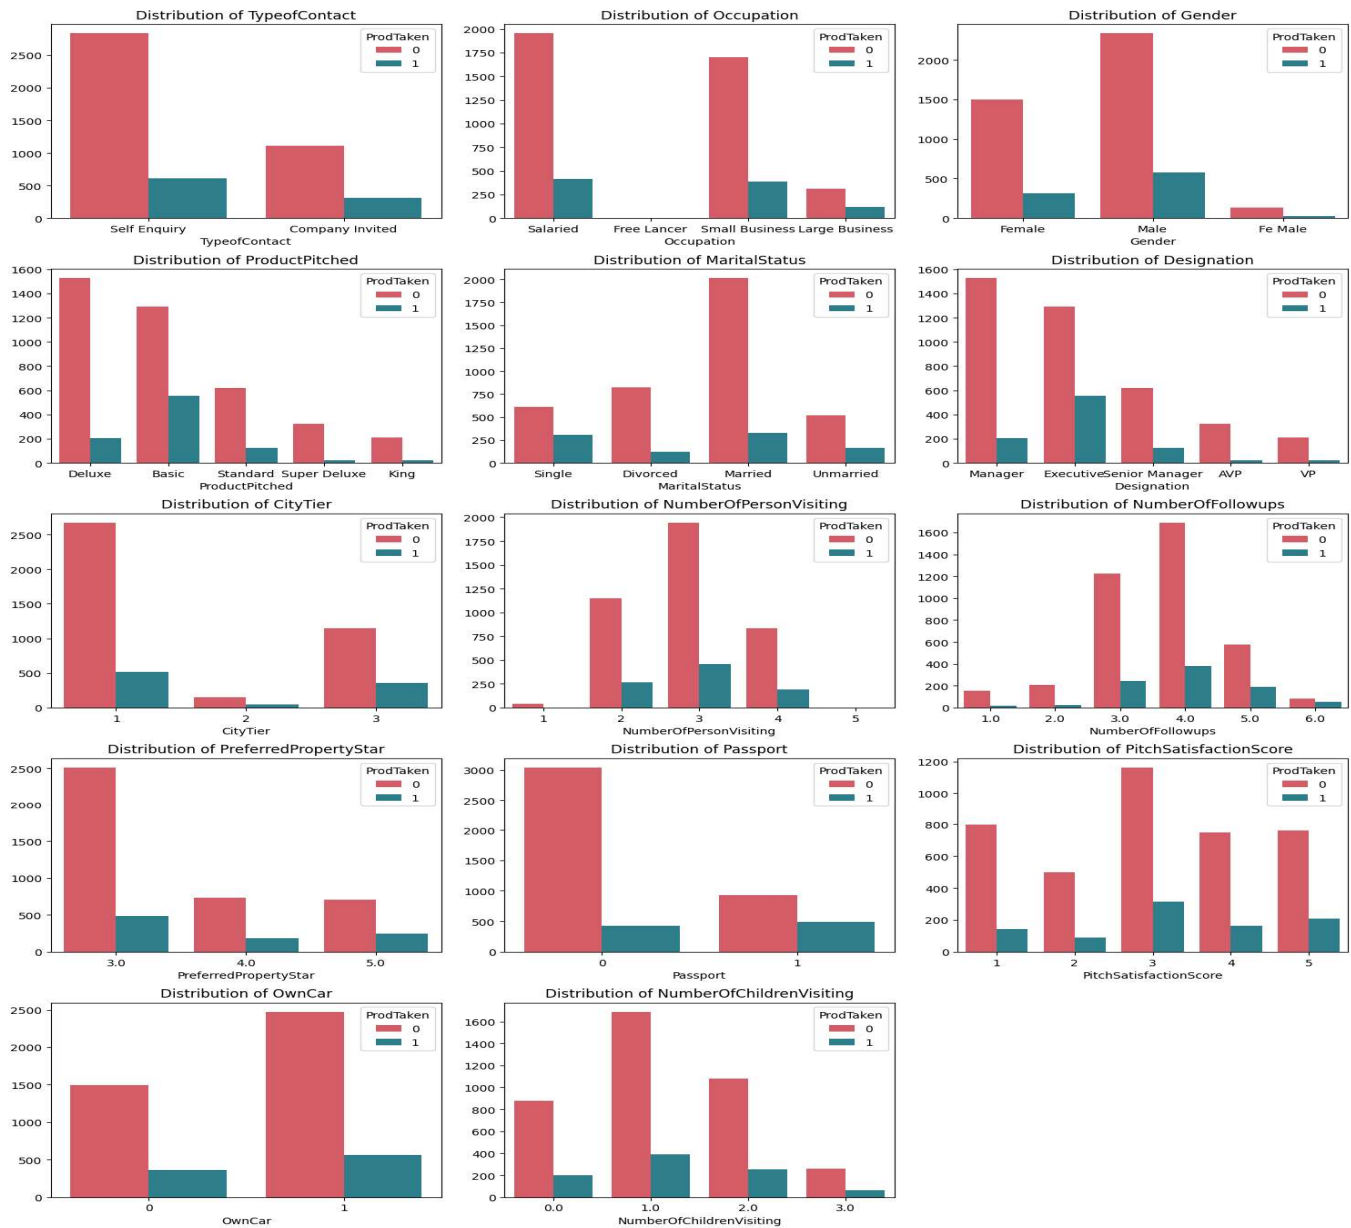 Distribution of TypeofContact
ProdTaken
0
1
2500
2000
1500
1000
500
0
Self Enquiry Company Invited
TypeofContact
Distribution of Occupation
ProdTaken
0
1
2000
1750
1500
1250
1000
750
500
250
0
Salaried Free Lancer Small Business Large Business
Occupation
Distribution of Gender
ProdTaken
0
1
2000
1500
1000
500
0
Female Male Fe Male
Gender
Distribution of ProductPitched
ProdTaken
0
1
1600
1400
1200
1000
800
600
400
200
0
Deluxe Basic Standard Super Deluxe King
ProductPitched
Distribution of MaritalStatus
ProdTaken
0
1
2000
1750
1500
1250
1000
750
500
250
0
Single Divorced Married Unmarried
MaritalStatus
Distribution of Designation
ProdTaken
0
1
1600
1400
1200
1000
800
600
400
200
0
Manager Executive Senior Manager AVP VP
Designation
Distribution of CityTier
ProdTaken
0
1
2500
2000
1500
1000
500
0
1 2 3
CityTier
Distribution of NumberOfPersonVisiting
ProdTaken
0
1
2000
1750
1500
1250
1000
750
500
250
0
1 2 3 4 5
NumberOfPersonVisiting
Distribution of NumberOfFollowups
ProdTaken
0
1
1600
1400
1200
1000
800
600
400
200
0
1.0 2.0 3.0 4.0 5.0 6.0
NumberOfFollowups
Distribution of PreferredPropertyStar
ProdTaken
0
1
2500
2000
1500
1000
500
0
3.0 4.0 5.0
PreferredPropertyStar
Distribution of Passport
ProdTaken
0
1
3000
2500
2000
1500
1000
500
0
0 1
Passport
Distribution of PitchSatisfactionScore
ProdTaken
0
1
1200
1000
800
600
400
200
0
1 2 3 4 5
PitchSatisfactionScore
Distribution of OwnCar
ProdTaken
0
1
2500
2000
1500
1000
500
0
0 1
OwnCar
Distribution of NumberOfChildrenVisiting
ProdTaken
0
1
1600
1400
1200
1000
800
600
400
200
0
0.0 1.0 2.0 3.0
NumberOfChildrenVisiting